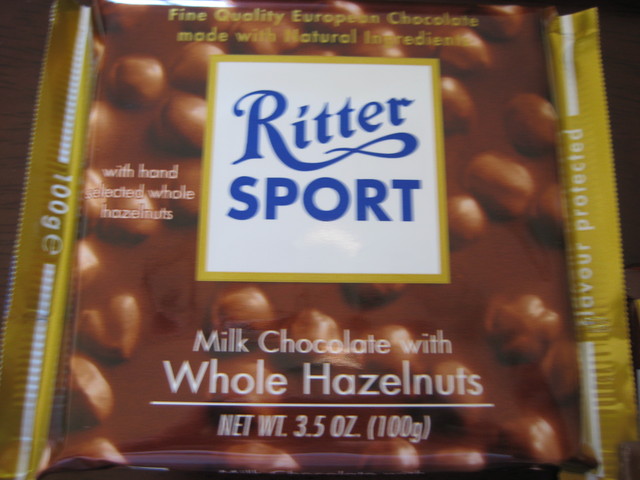 Fine Quality European Chocolate
made with Natural Ingredients
Ritter
SPORT
with hand
selected whole
hazelnuts
100g e
flavour protected
Milk Chocolate with
Whole Hazelnuts
NET WT. 3.5 OZ. (100g)